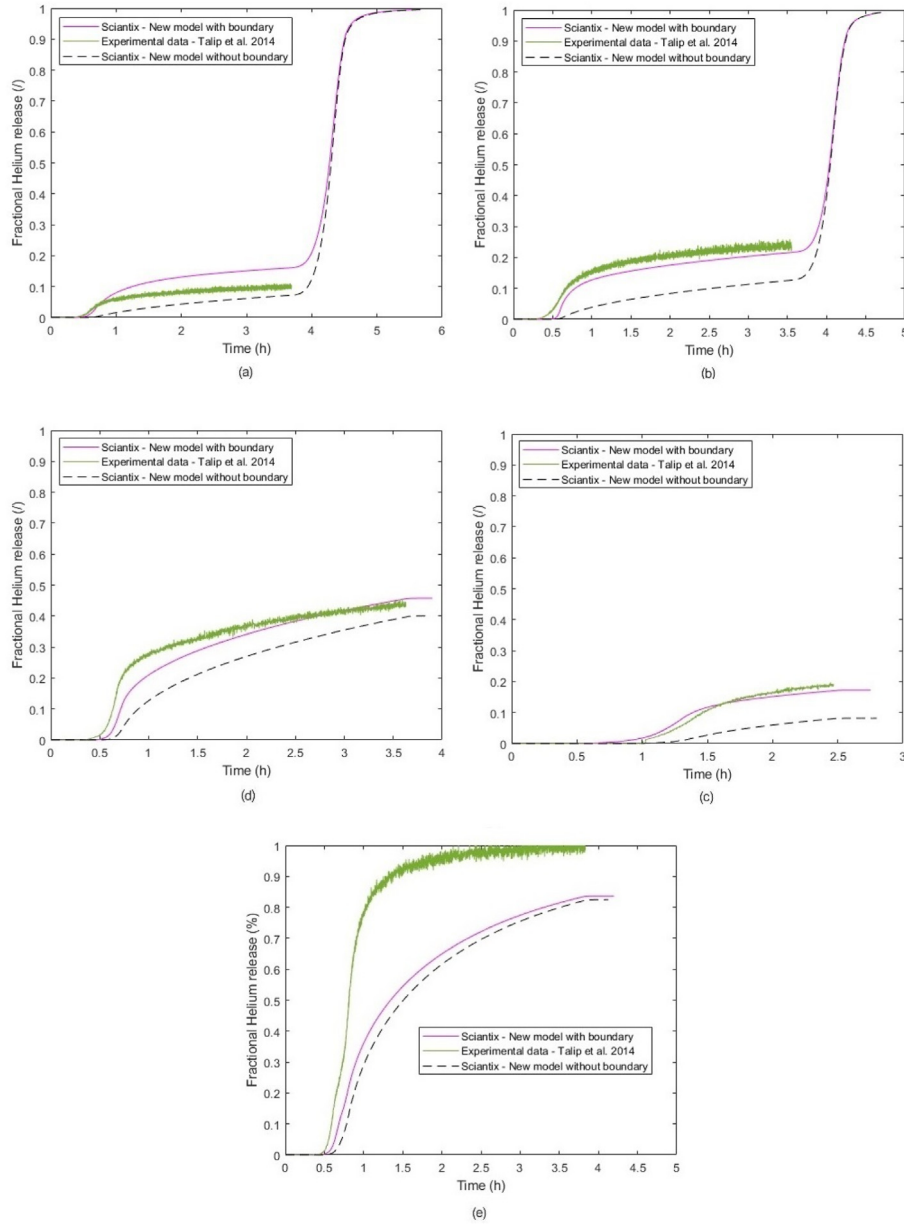 Sciantix - New model with boundary
Experimental data - Talip et al. 2014
Sciantix - New model without boundary
Fractional Helium release (/)
1
0.9
0.8
0.7
0.6
0.5
0.4
0.3
0.2
0.1
0
0 1 2 3 4 5 6
Time (h)
(a)
Sciantix - New model with boundary
Experimental data - Talip et al. 2014
Sciantix - New model without boundary
Fractional Helium release (/)
1
0.9
0.8
0.7
0.6
0.5
0.4
0.3
0.2
0.1
0
0 0.5 1 1.5 2 2.5 3 3.5 4 4.5 5
Time (h)
(b)
Sciantix - New model with boundary
Experimental data - Talip et al. 2014
Sciantix - New model without boundary
Fractional Helium release (/)
1
0.9
0.8
0.7
0.6
0.5
0.4
0.3
0.2
0.1
0
0 0.5 1 1.5 2 2.5 3 3.5 4
Time (h)
(d)
Sciantix - New model with boundary
Experimental data - Talip et al. 2014
Sciantix - New model without boundary
Fractional Helium release (/)
1
0.9
0.8
0.7
0.6
0.5
0.4
0.3
0.2
0.1
0
0 0.5 1 1.5 2 2.5 3
Time (h)
(c)
Fractional Helium release (%)
1
0.9
0.8
0.7
0.6
0.5
0.4
0.3
0.2
0.1
0
Sciantix - New model with boundary
Experimental data - Talip et al. 2014
Sciantix - New model without boundary
0 0.5 1 1.5 2 2.5 3 3.5 4 4.5 5
Time (h)
(e)